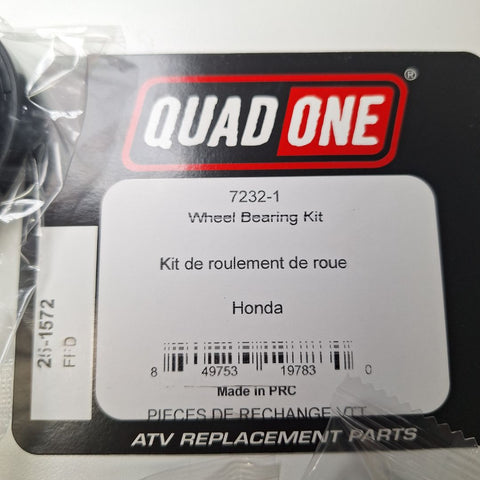 QUAD ONE ®
7232-1
Wheel Bearing Kit
Kit de roulement de roue
Honda
8 49753 19783 0
Made in PRC
PIECES DE RECHANGE VTT
ATV REPLACEMENT PARTS
25-1572